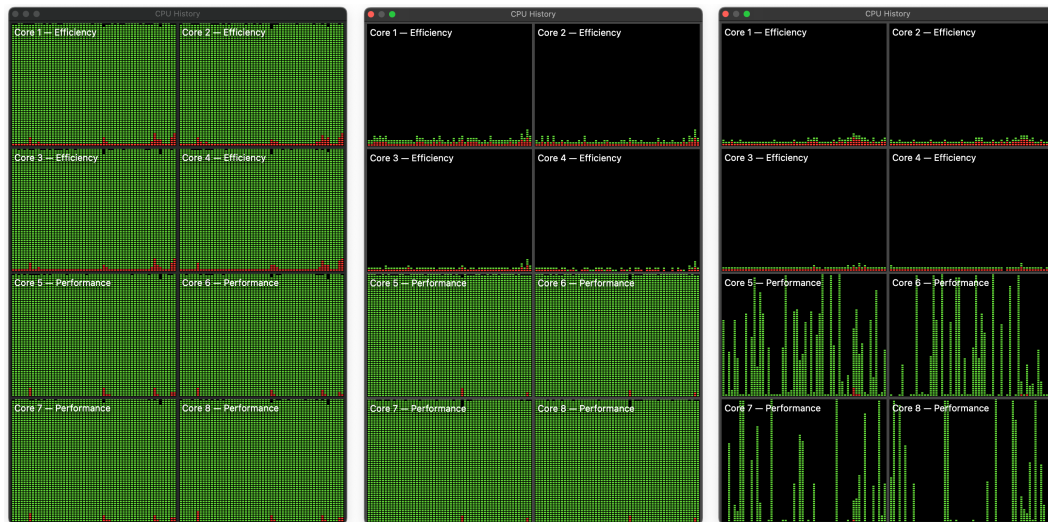 CPU History
Core 1 — Efficiency
Core 2 — Efficiency
Core 3 — Efficiency
Core 4 — Efficiency
Core 5 — Performance
Core 6 — Performance
Core 7 — Performance
Core 8 — Performance
CPU History
Core 1 — Efficiency
Core 2 — Efficiency
Core 3 — Efficiency
Core 4 — Efficiency
Core 5 — Performance
Core 6 — Performance
Core 7 — Performance
Core 8 — Performance
CPU History
Core 1 — Efficiency
Core 2 — Efficiency
Core 3 — Efficiency
Core 4 — Efficiency
Core 5 — Performance
Core 6 — Performance
Core 7 — Performance
Core 8 — Performance